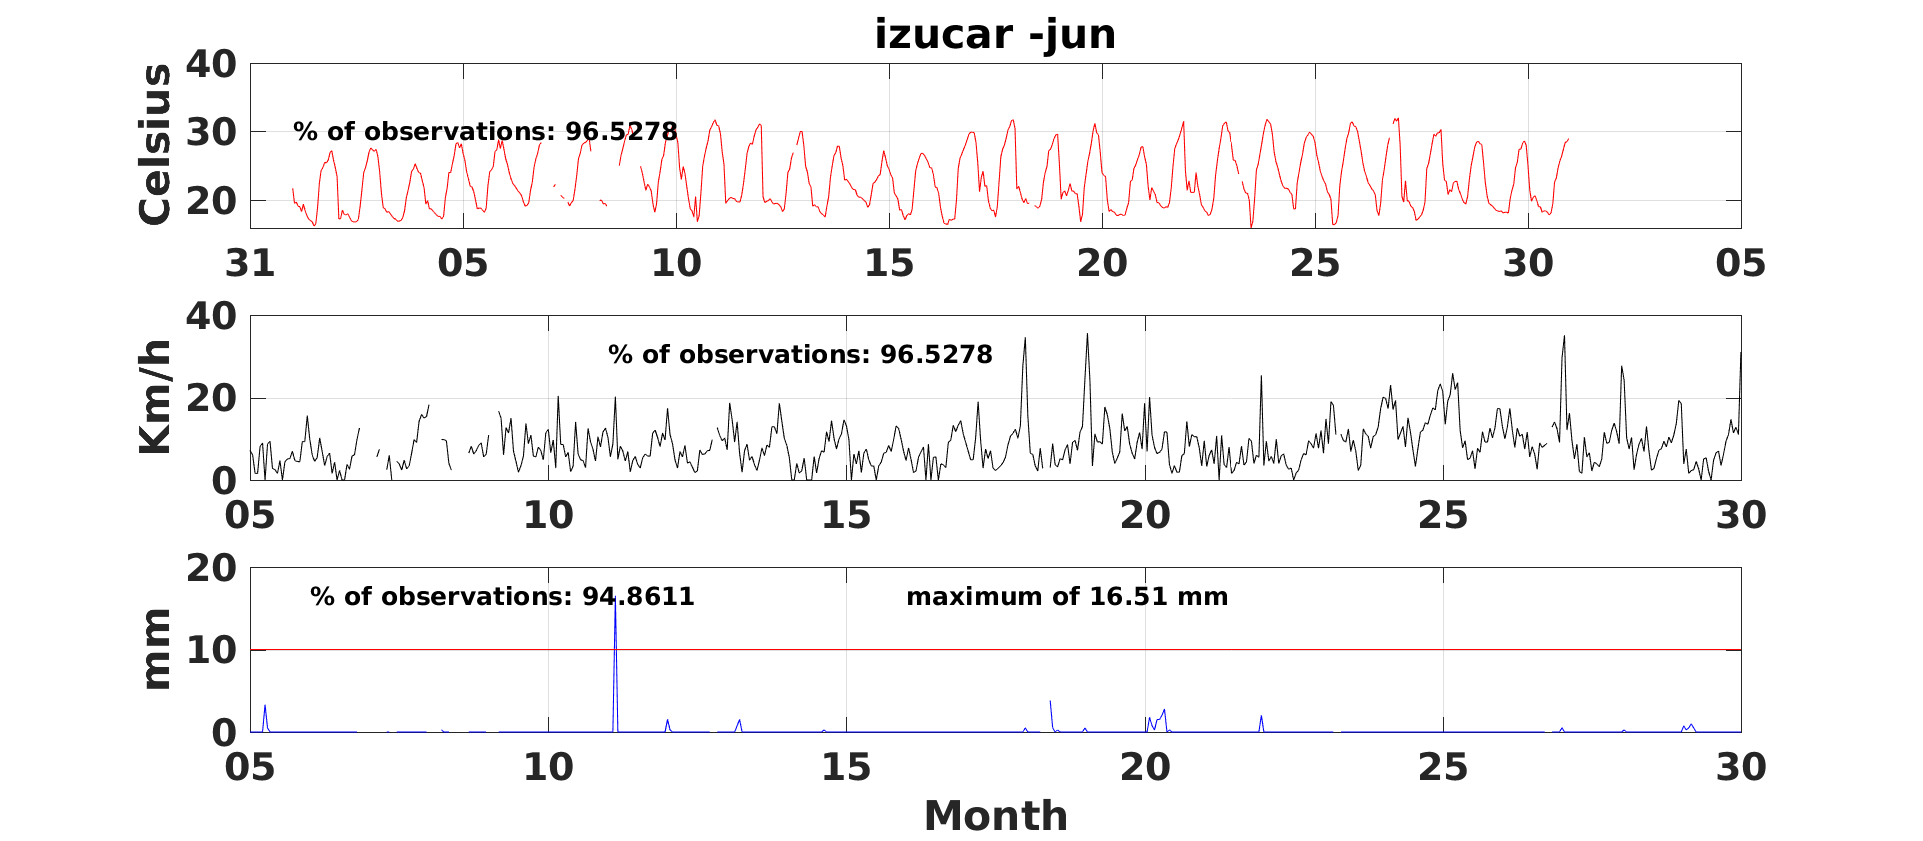 izucar -jun
Celsius
40
30
20
% of observations: 96.5278
31 05 10 15 20 25 30 05
Km/h
40
20
0
% of observations: 96.5278
05 10 15 20 25 30
mm
20
10
0
% of observations: 94.8611 maximum of 16.51 mm
05 10 15 20 25 30
Month